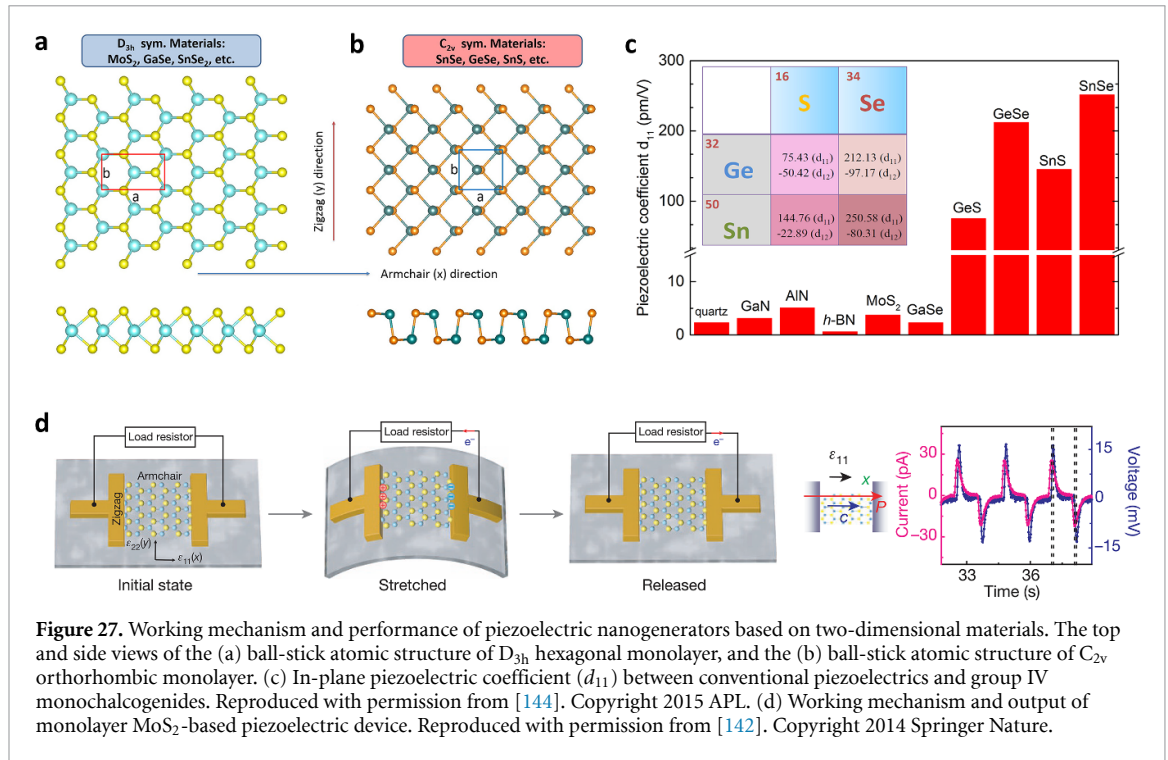 a
D3h sym. Materials:
MoS2, GaSe, SnSe2, etc.
b
a
b
C2v sym. Materials:
SnSe, GeSe, SnS, etc.
b
a
Zigzag (y) direction
Armchair (x) direction
c
Piezoelectric coefficient d11 (pm/V)
300
200
100
10
0
16
S
34
Se
32
Ge
75.43 (d11)
-50.42 (d12)
212.13 (d11)
-97.17 (d12)
50
Sn
144.76 (d11)
-22.89 (d12)
250.58 (d11)
-80.31 (d12)
quartz
GaN
AlN
h-BN
MoS2
GaSe
GeS
GeSe
SnS
SnSe
d
Load resistor
Armchair
Zigzag
ε22(y)
ε11(x)
Initial state
Load resistor
e−
Stretched
Load resistor
e−
Released
ε11
x
P
c
Current (pA)
30
0
−30
33
36
Time (s)
15
0
−15
Voltage (mV)
Figure 27. Working mechanism and performance of piezoelectric nanogenerators based on two-dimensional materials. The top
and side views of the (a) ball-stick atomic structure of D3h hexagonal monolayer, and the (b) ball-stick atomic structure of C2v
orthorhombic monolayer. (c) In-plane piezoelectric coefficient (d11) between conventional piezoelectrics and group IV
monochalcogenides. Reproduced with permission from [144]. Copyright 2015 APL. (d) Working mechanism and output of
monolayer MoS2-based piezoelectric device. Reproduced with permission from [142]. Copyright 2014 Springer Nature.